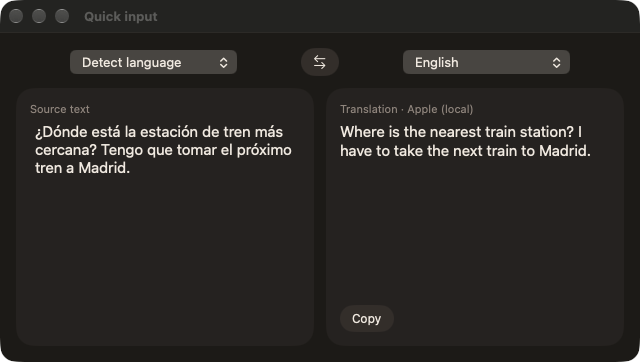 Quick input
Detect language
English
Source text
¿Dónde está la estación de tren más
cercana? Tengo que tomar el próximo
tren a Madrid.
Translation · Apple (local)
Where is the nearest train station? I
have to take the next train to Madrid.
Copy